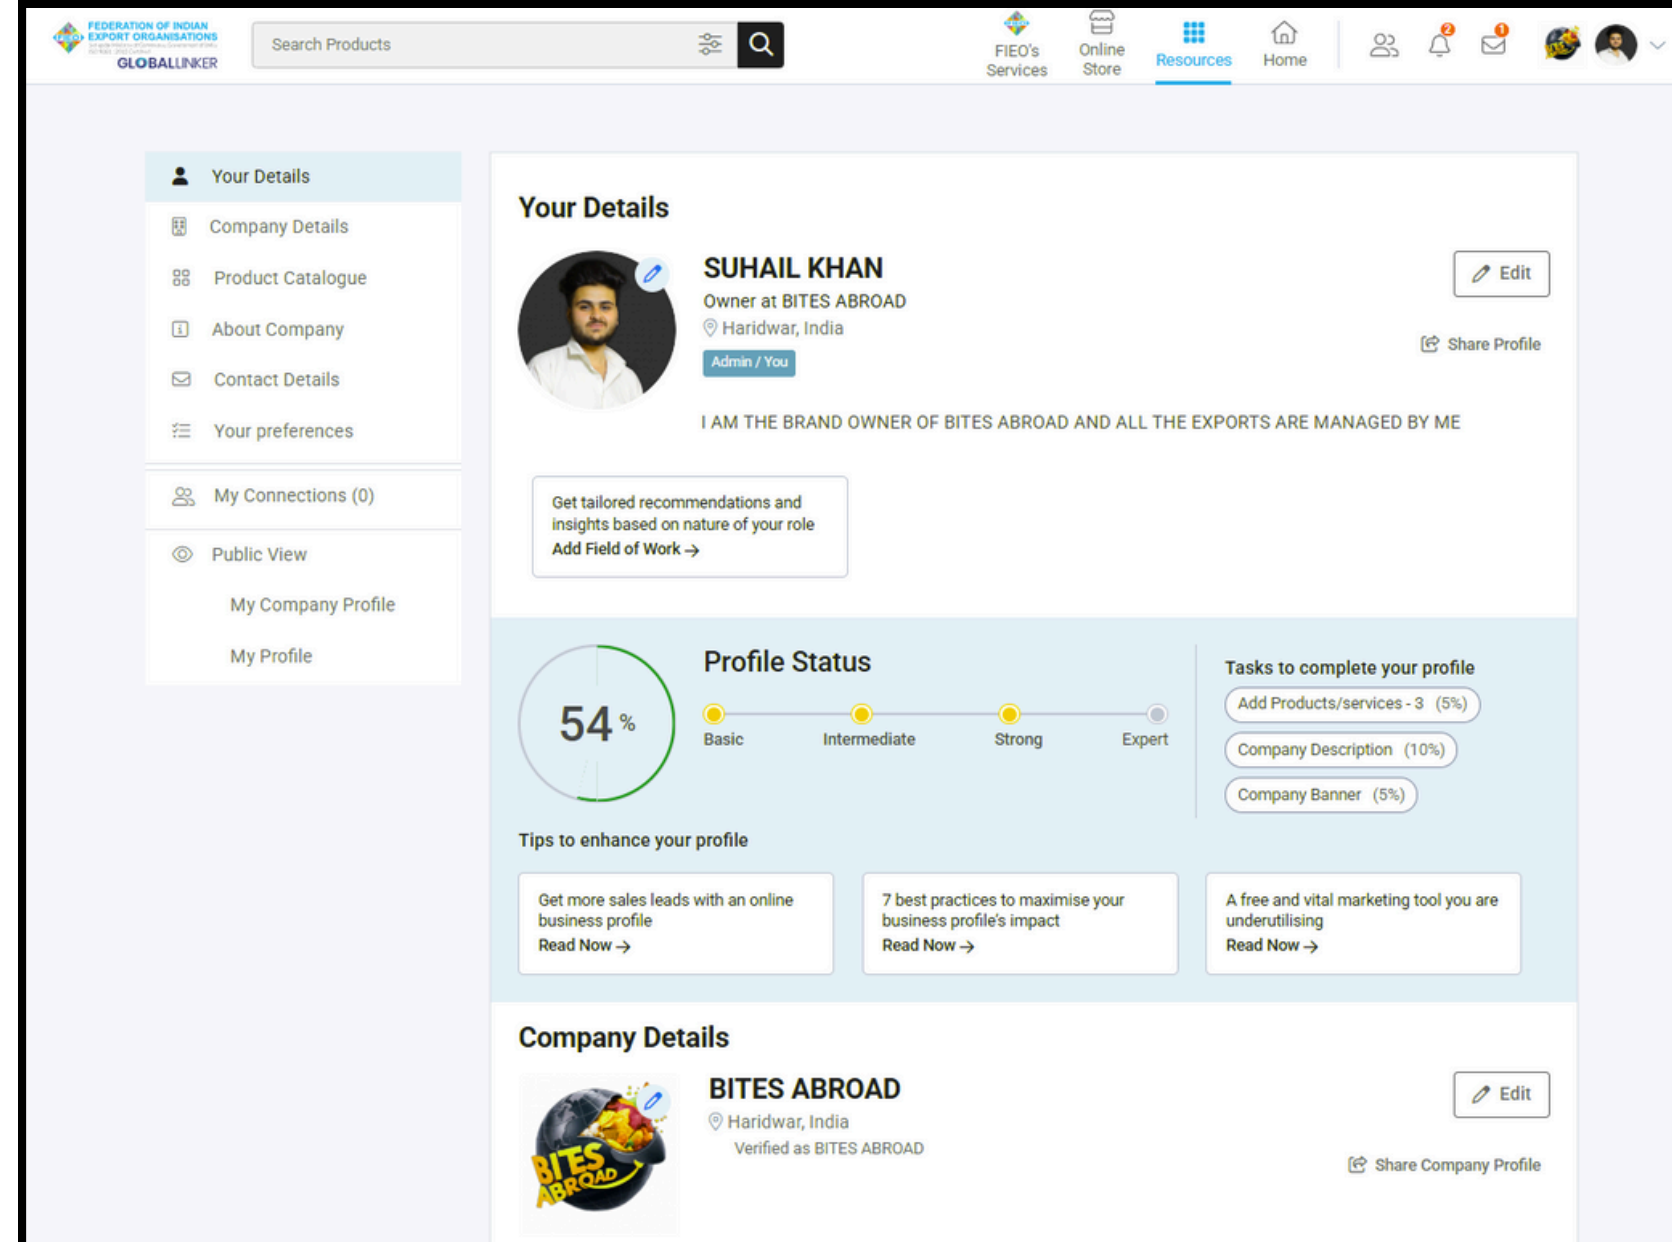 FEDERATION OF INDIAN
EXPORT ORGANISATIONS
FIEO
GLOBALLINKER
Search Products
FIEO's
Services
Online
Store
Resources
Home
2
1
Your Details
Company Details
Product Catalogue
About Company
Contact Details
Your preferences
My Connections (0)
Public View
My Company Profile
My Profile
Your Details
SUHAIL KHAN
Owner at BITES ABROAD
Haridwar, India
Admin / You
Edit
Share Profile
I AM THE BRAND OWNER OF BITES ABROAD AND ALL THE EXPORTS ARE MANAGED BY ME
Get tailored recommendations and
insights based on nature of your role
Add Field of Work →
54 %
Profile Status
Basic
Intermediate
Strong
Expert
Tasks to complete your profile
Add Products/services - 3 (5%)
Company Description (10%)
Company Banner (5%)
Tips to enhance your profile
Get more sales leads with an online
business profile
Read Now →
7 best practices to maximise your
business profile's impact
Read Now →
A free and vital marketing tool you are
underutilising
Read Now →
Company Details
BITES
ABROAD
BITES ABROAD
Haridwar, India
Verified as BITES ABROAD
Edit
Share Company Profile